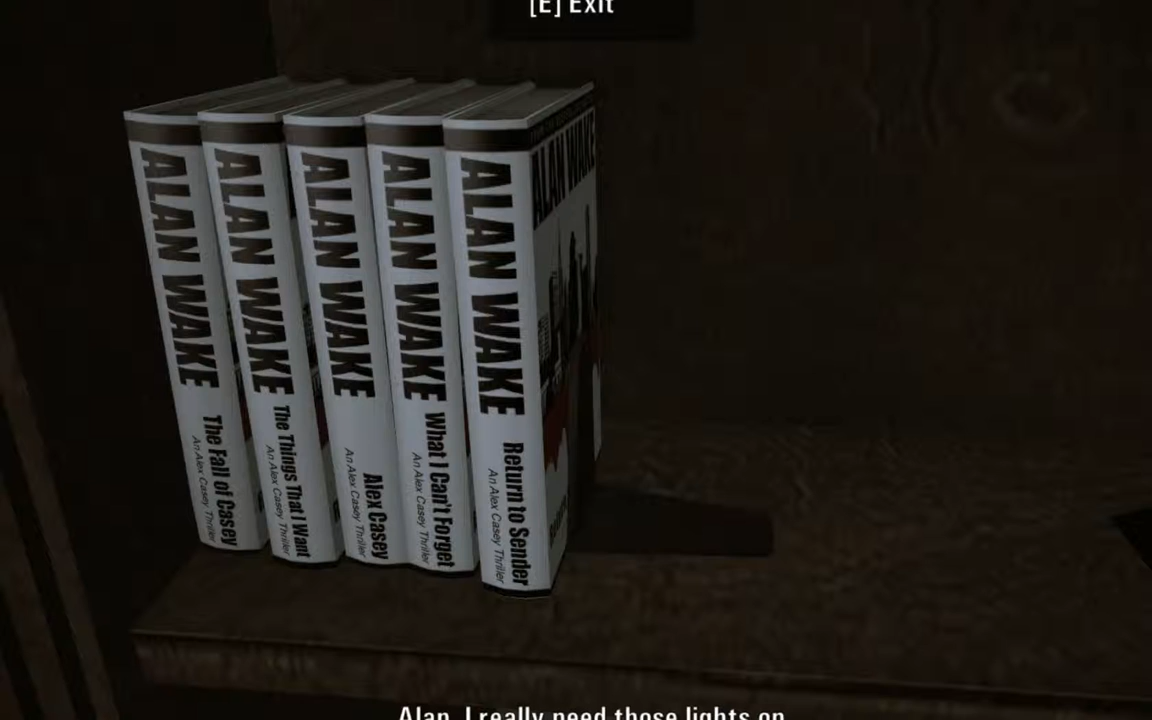 [E] Exit
ALAN WAKE
The Fall of Casey
An Alex Casey Thriller
ALAN WAKE
The Things That I Want
An Alex Casey Thriller
ALAN WAKE
Alex Casey
An Alex Casey Thriller
ALAN WAKE
What I Can't Forget
An Alex Casey Thriller
ALAN WAKE
Return to Sender
An Alex Casey Thriller
ALAN WAKE
Alan, I really need those lights on